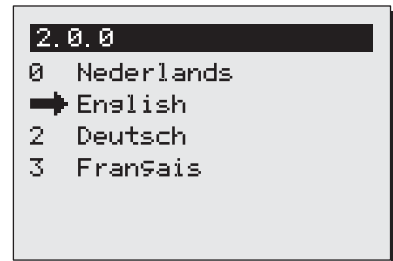 2.0.0
0 Nederlands
➡ English
2 Deutsch
3 Français